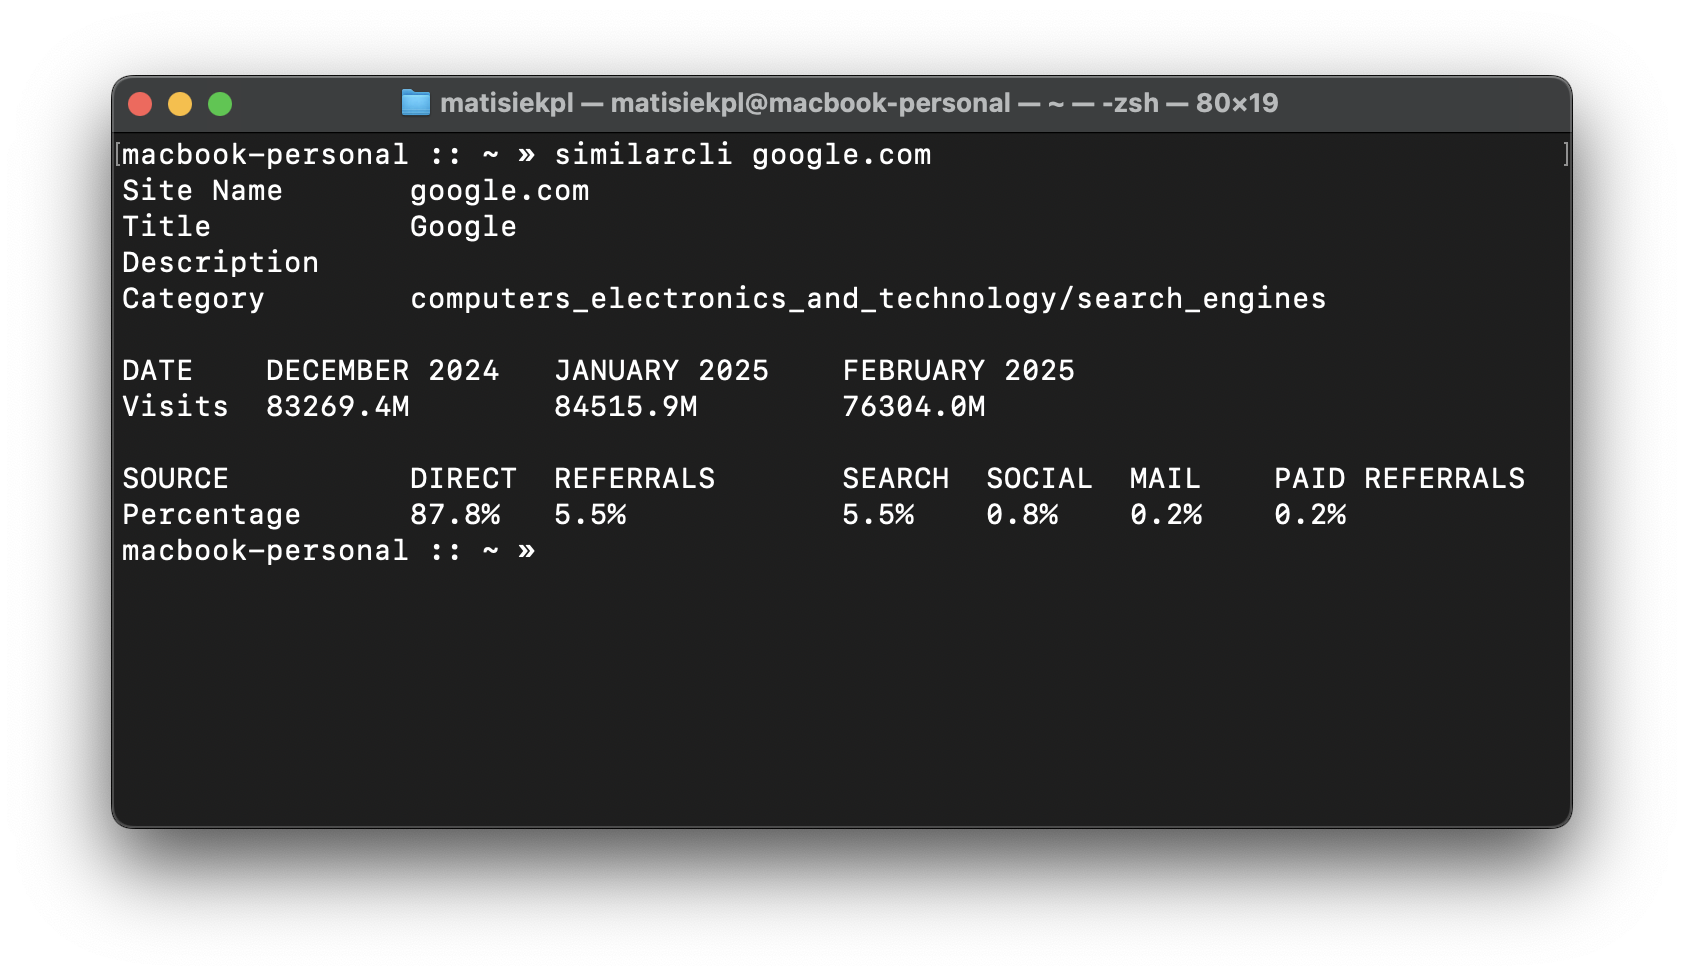 matisiekpl — matisiekpl@macbook-personal — ~ — -zsh — 80×19
[macbook-personal :: ~ » similarcli google.com ]
Site Name google.com
Title Google
Description
Category computers_electronics_and_technology/search_engines
DATE DECEMBER 2024 JANUARY 2025 FEBRUARY 2025
Visits 83269.4M 84515.9M 76304.0M
SOURCE DIRECT REFERRALS SEARCH SOCIAL MAIL PAID REFERRALS
Percentage 87.8% 5.5% 5.5% 0.8% 0.2% 0.2%
macbook-personal :: ~ »